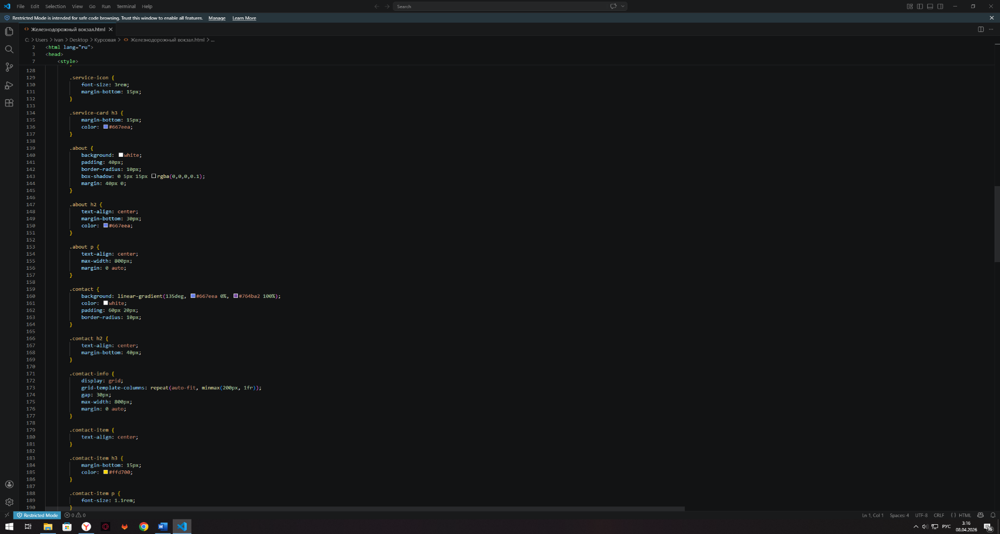 File Edit Selection View Go Run Terminal Help
Search
Restricted Mode is intended for safe code browsing. Trust this window to enable all features. Manage Learn More
Железнодорожный вокзал.html
C: > Users > Ivan > Desktop > Курсовая > Железнодорожный вокзал.html > ...
2 <html lang="ru">
3 <head>
7 <style>
128
129 .service-icon {
130 font-size: 3rem;
131 margin-bottom: 15px;
132 }
133
134 .service-card h3 {
135 margin-bottom: 15px;
136 color: #667eea;
137 }
138
139 .about {
140 background: white;
141 padding: 40px;
142 border-radius: 10px;
143 box-shadow: 0 5px 15px rgba(0,0,0,0.1);
144 margin: 40px 0;
145 }
146
147 .about h2 {
148 text-align: center;
149 margin-bottom: 30px;
150 color: #667eea;
151 }
152
153 .about p {
154 text-align: center;
155 max-width: 800px;
156 margin: 0 auto;
157 }
158
159 .contact {
160 background: linear-gradient(135deg, #667eea 0%, #764ba2 100%);
161 color: white;
162 padding: 60px 20px;
163 border-radius: 10px;
164 }
165
166 .contact h2 {
167 text-align: center;
168 margin-bottom: 40px;
169 }
170
171 .contact-info {
172 display: grid;
173 grid-template-columns: repeat(auto-fit, minmax(200px, 1fr));
174 gap: 30px;
175 max-width: 800px;
176 margin: 0 auto;
177 }
178
179 .contact-item {
180 text-align: center;
181 }
182
183 .contact-item h3 {
184 margin-bottom: 15px;
185 color: #ffd700;
186 }
187
188 .contact-item p {
189 font-size: 1.1rem;
190 }
Restricted Mode 0 0 Ln 1, Col 1 Spaces: 4 UTF-8 CRLF { } HTML
РУС 3:16
08.04.2026 16